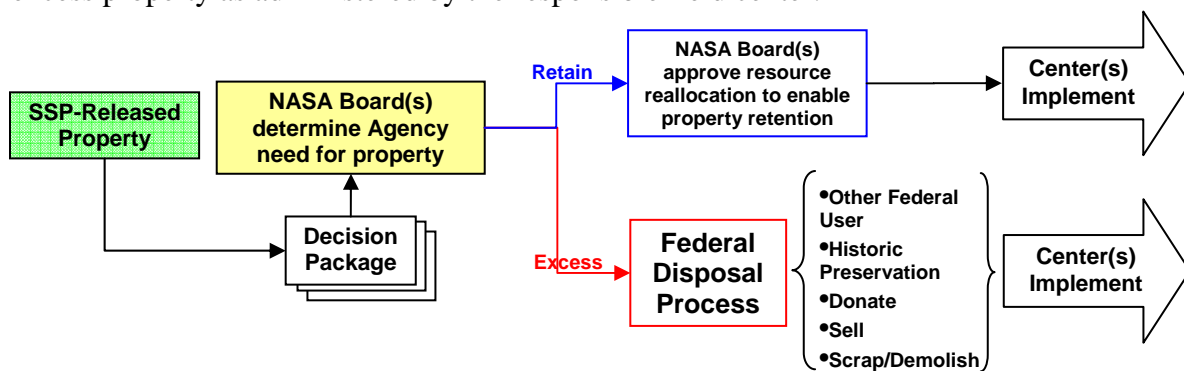 SSP-Released
Property
NASA Board(s)
determine Agency
need for property
Decision
Package
Retain
NASA Board(s)
approve resource
reallocation to enable
property retention
Center(s)
Implement
Excess
Federal
Disposal
Process
•Other Federal
User
•Historic
Preservation
•Donate
•Sell
•Scrap/Demolish
Center(s)
Implement